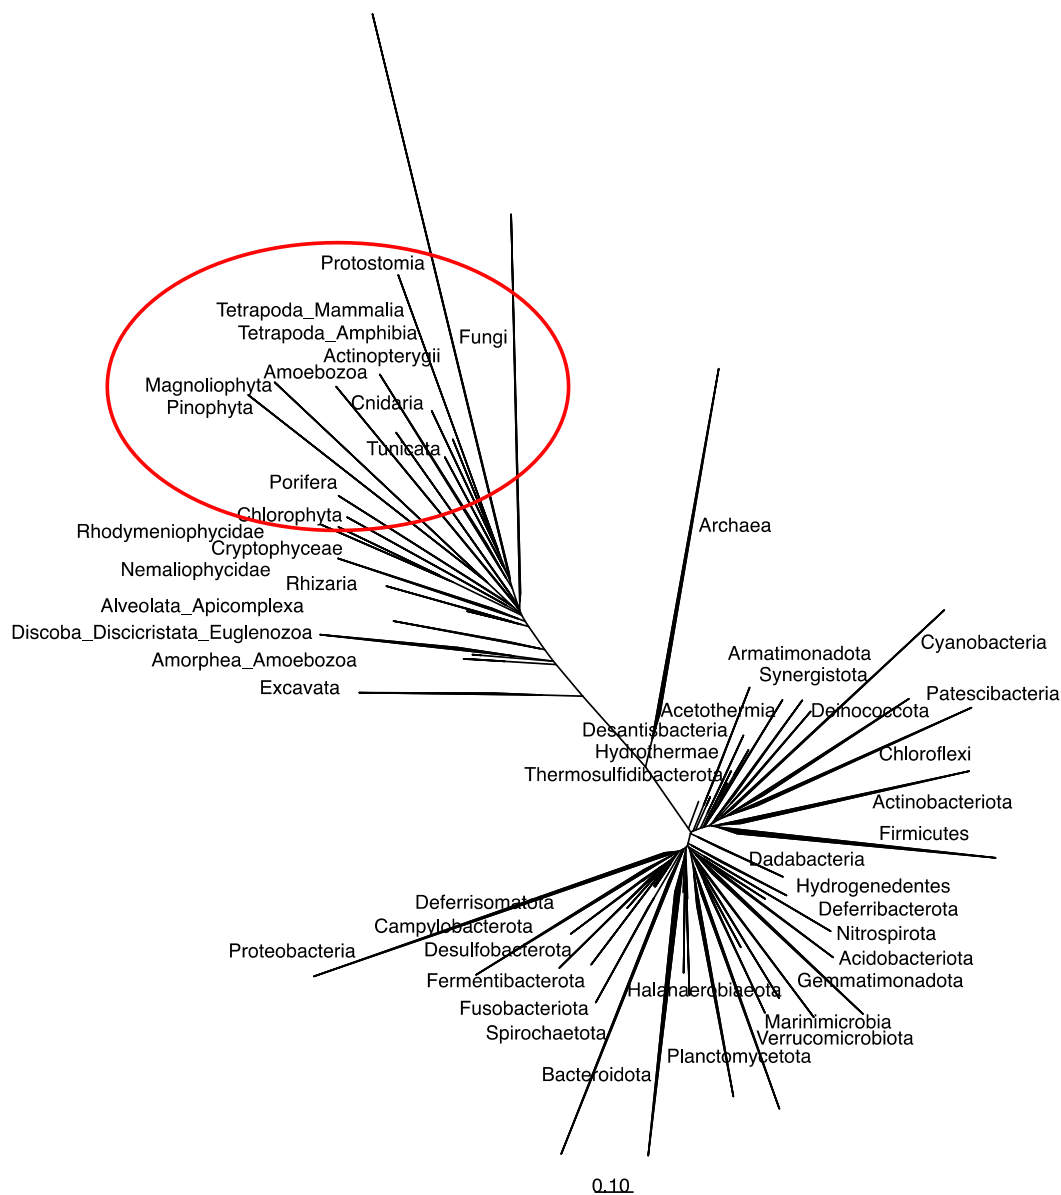 Protostomia
Tetrapoda_Mammalia
Tetrapoda_Amphibia
Fungi
Actinopterygii
Amoebozoa
Magnoliophyta
Cnidaria
Pinophyta
Tunicata
Porifera
Chlorophyta
Archaea
Rhodymeniophycidae
Cryptophyceae
Nemaliophycidae
Rhizaria
Alveolata_Apicomplexa
Discoba_Discicristata_Euglenozoa
Amorphea_Amoebozoa
Excavata
Cyanobacteria
Armatimonadota
Synergistota
Patescibacteria
Acetothermia
Deinococcota
Desantisbacteria
Hydrothermae
Chloroflexi
Thermosulfidibacterota
Actinobacteriota
Firmicutes
Dadabacteria
Hydrogenedentes
Deferrisomatota
Deferribacterota
Campylobacterota
Nitrospirota
Proteobacteria
Desulfobacterota
Acidobacteriota
Fermentibacterota
Gemmatimonadota
Halanaerobiaeota
Fusobacteriota
Marinimicrobia
Spirochaetota
Verrucomicrobiota
Planctomycetota
Bacteroidota
0.10